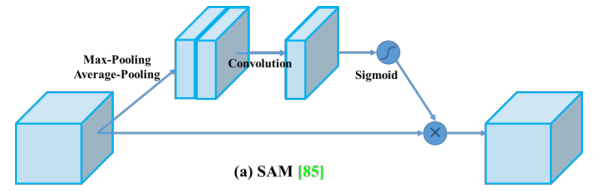 Max-Pooling
Average-Pooling
Convolution
Sigmoid
(a) SAM [85]